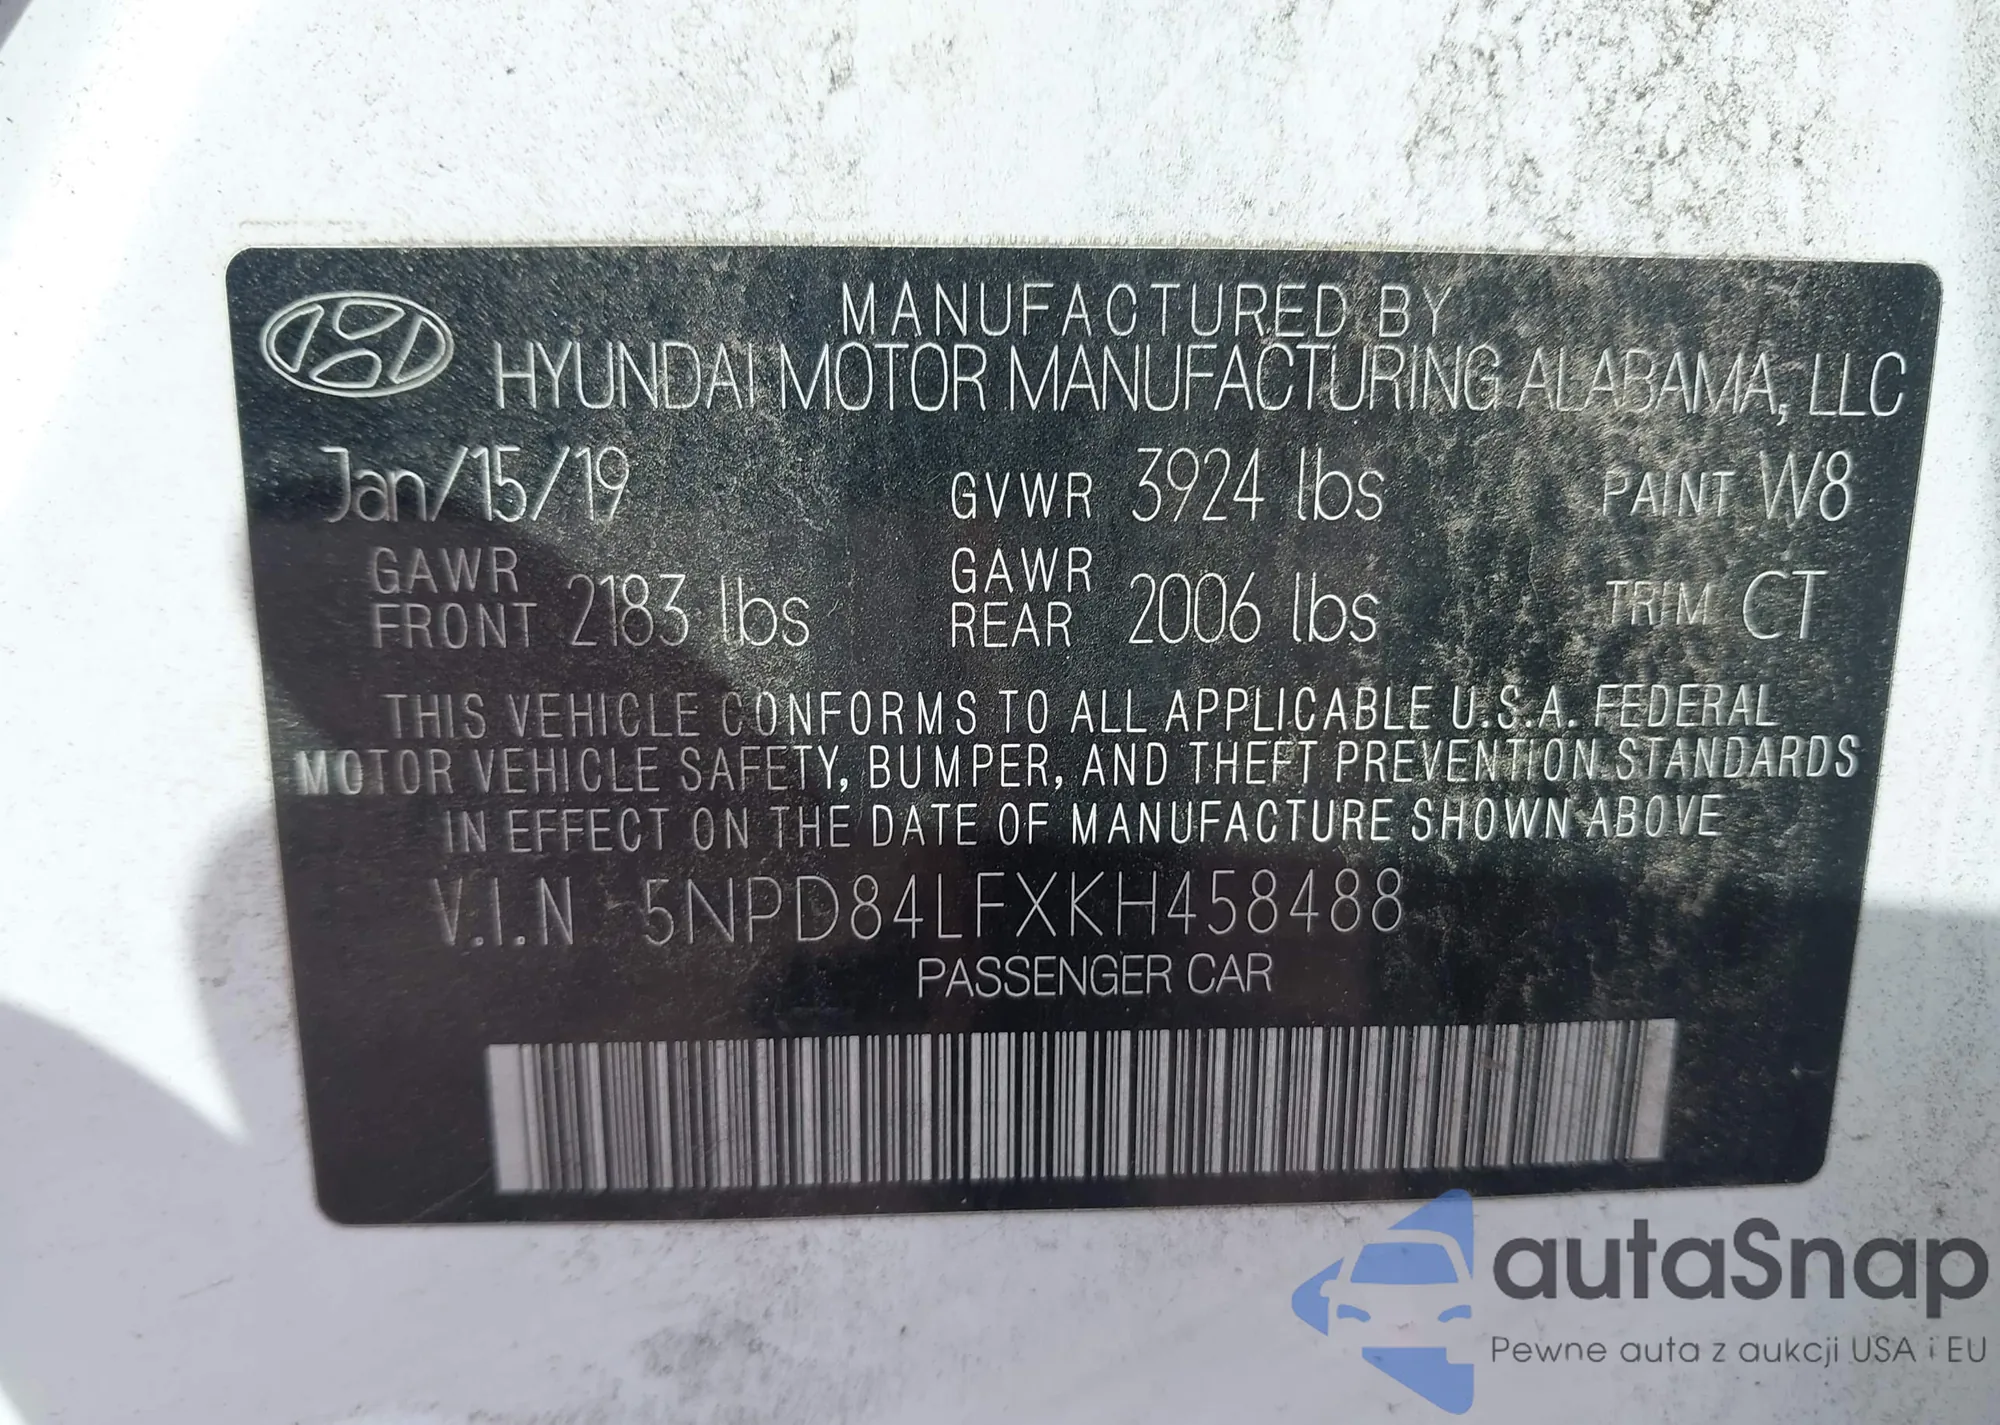 MANUFACTURED BY
HYUNDAI MOTOR MANUFACTURING ALABAMA, LLC
Jan/15/19 GVWR 3924 lbs PAINT W8
GAWR FRONT 2183 lbs GAWR REAR 2006 lbs TRIM CT
THIS VEHICLE CONFORMS TO ALL APPLICABLE U.S.A. FEDERAL
MOTOR VEHICLE SAFETY, BUMPER, AND THEFT PREVENTION STANDARDS
IN EFFECT ON THE DATE OF MANUFACTURE SHOWN ABOVE
V.I.N 5NPD84LFXKH458488
PASSENGER CAR
autaSnap
Pewne auta z aukcji USA i EU